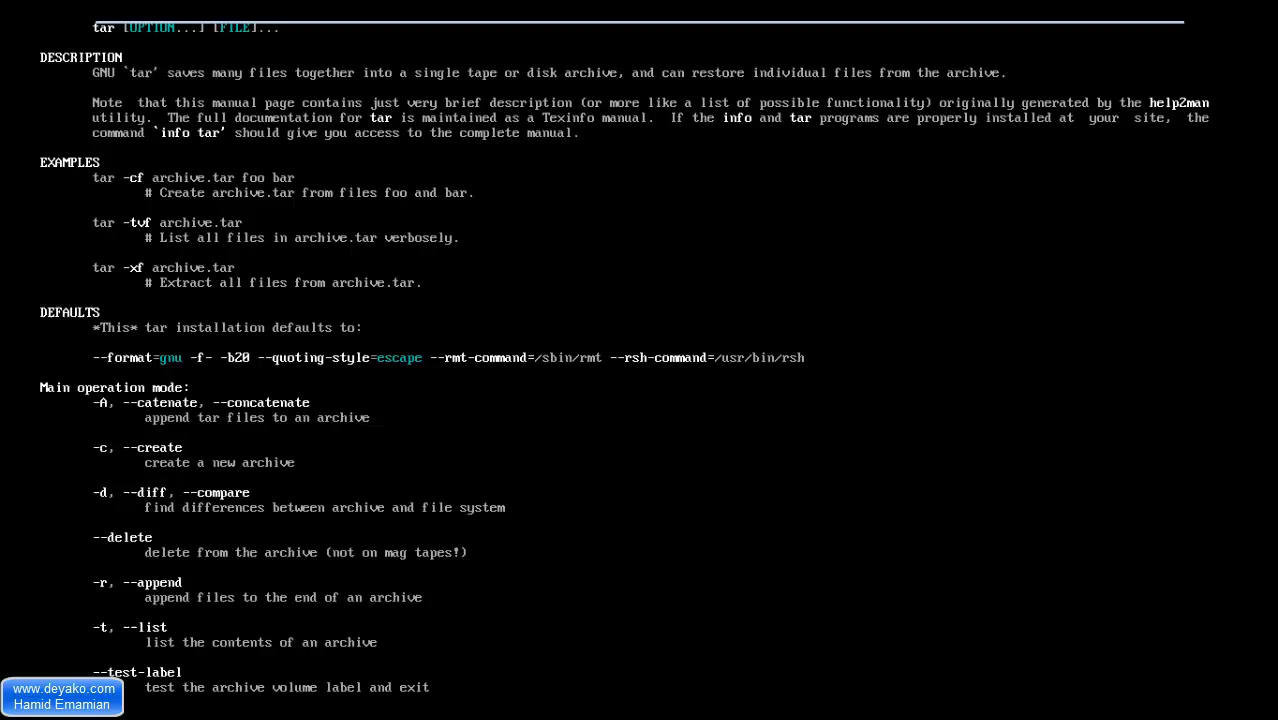 tar [OPTION...] [FILE]...
DESCRIPTION
GNU `tar' saves many files together into a single tape or disk archive, and can restore individual files from the archive.
Note  that this manual page contains just very brief description (or more like a list of possible functionality) originally generated by the help2man
utility.  The full documentation for tar is maintained as a Texinfo manual.  If the info and tar programs are properly installed at  your  site,  the
command `info tar' should give you access to the complete manual.
EXAMPLES
tar -cf archive.tar foo bar
# Create archive.tar from files foo and bar.
tar -tvf archive.tar
# List all files in archive.tar verbosely.
tar -xf archive.tar
# Extract all files from archive.tar.
DEFAULTS
*This* tar installation defaults to:
--format=gnu -f- -b20 --quoting-style=escape --rmt-command=/sbin/rmt --rsh-command=/usr/bin/rsh
Main operation mode:
-A, --catenate, --concatenate
append tar files to an archive
-c, --create
create a new archive
-d, --diff, --compare
find differences between archive and file system
--delete
delete from the archive (not on mag tapes!)
-r, --append
append files to the end of an archive
-t, --list
list the contents of an archive
--test-label
test the archive volume label and exit
www.deyako.com
Hamid Emamian